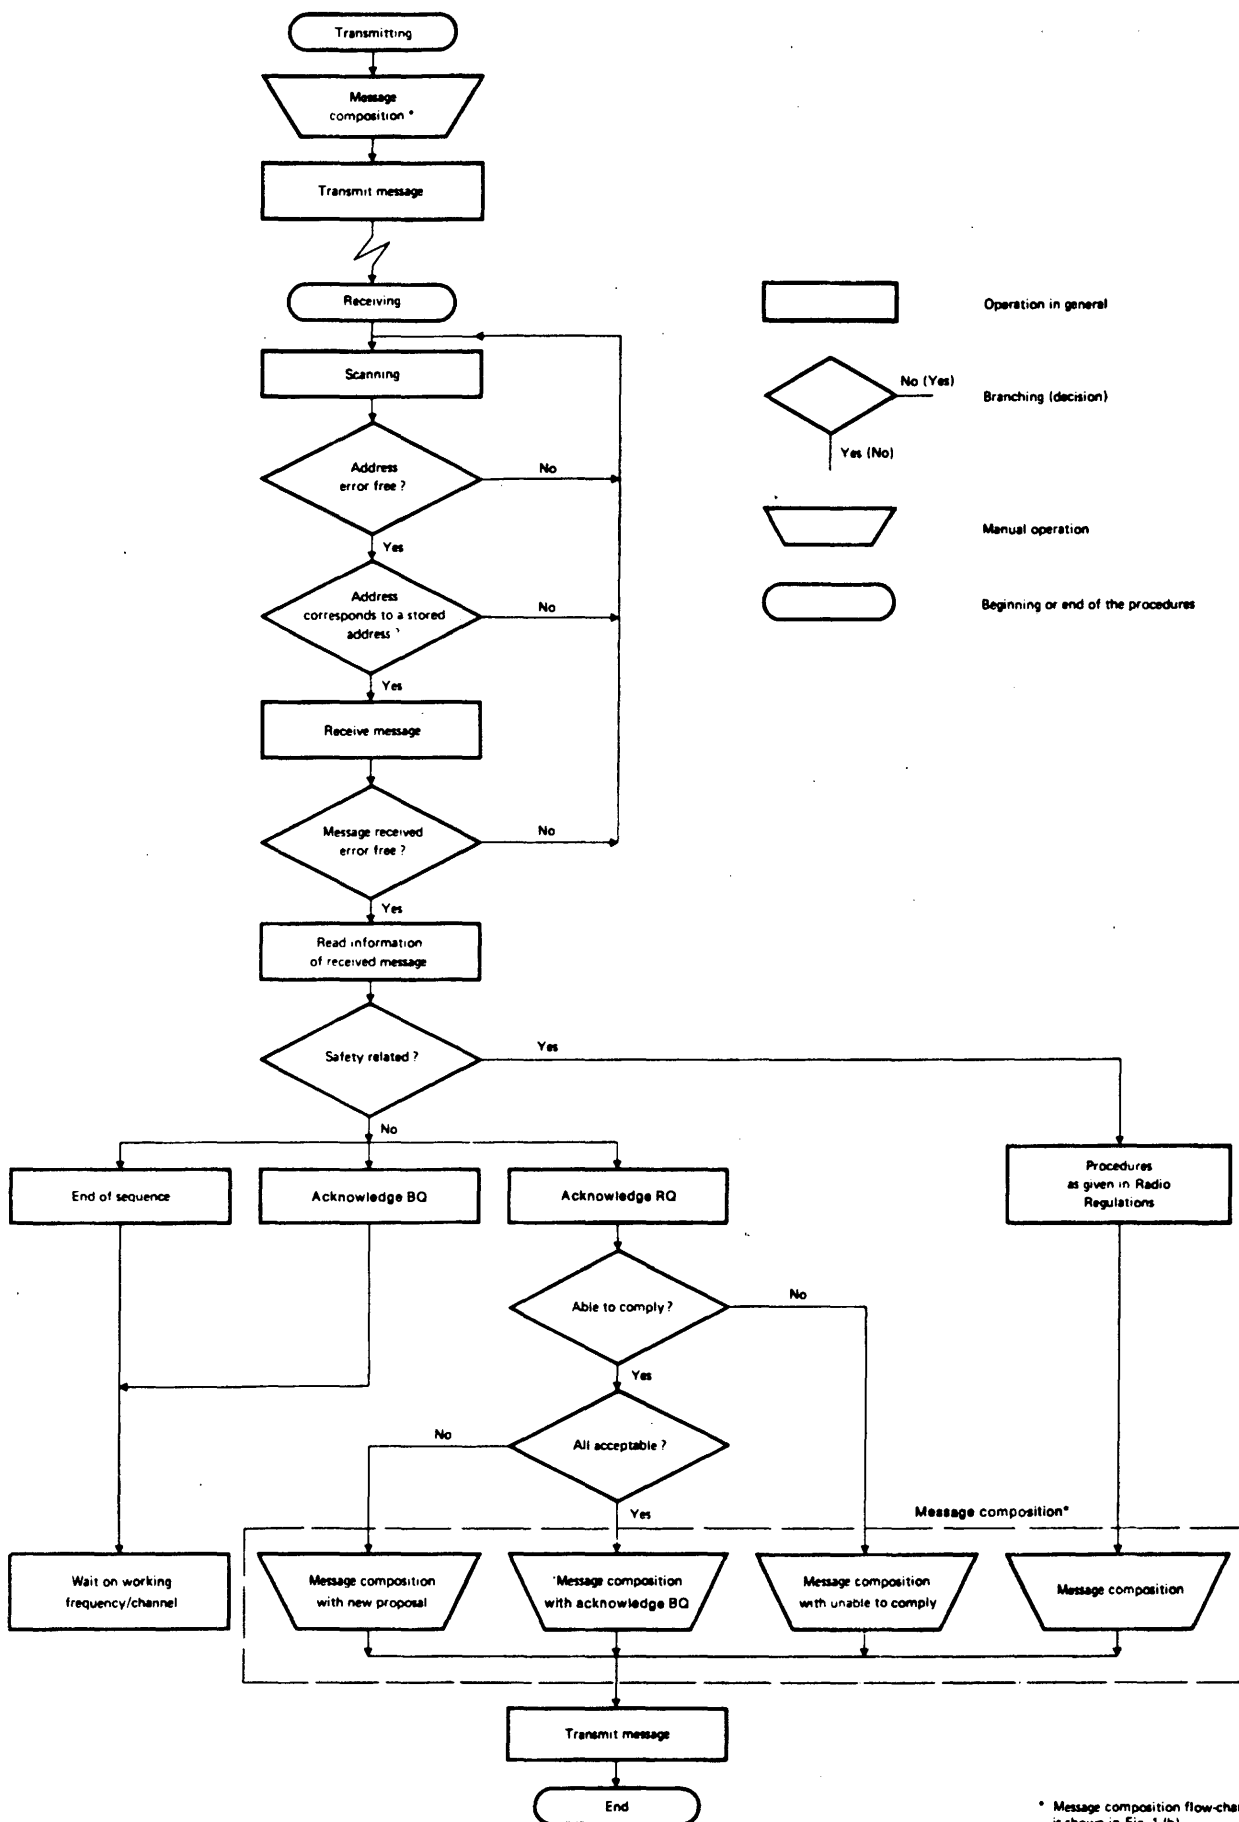 Transmitting
Message
composition *
Transmit message
Receiving
Operation in general
Scanning
No (Yes)
Branching (decision)
Yes (No)
Address
error free ?
No
Manual operation
Yes
Address
corresponds to a stored
address ?
No
Beginning or end of the procedures
Yes
Receive message
Message received
error free ?
No
Yes
Read information
of received message
Safety related ?
Yes
No
End of sequence
Acknowledge BQ
Acknowledge RQ
Procedures
as given in Radio
Regulations
Able to comply ?
No
Yes
All acceptable ?
No
Yes
Message composition*
Wait on working
frequency/channel
Message composition
with new proposal
Message composition
with acknowledge BQ
Message composition
with unable to comply
Message composition
Transmit message
End
* Message composition flow-char
is shown in Fig. 1 (b)